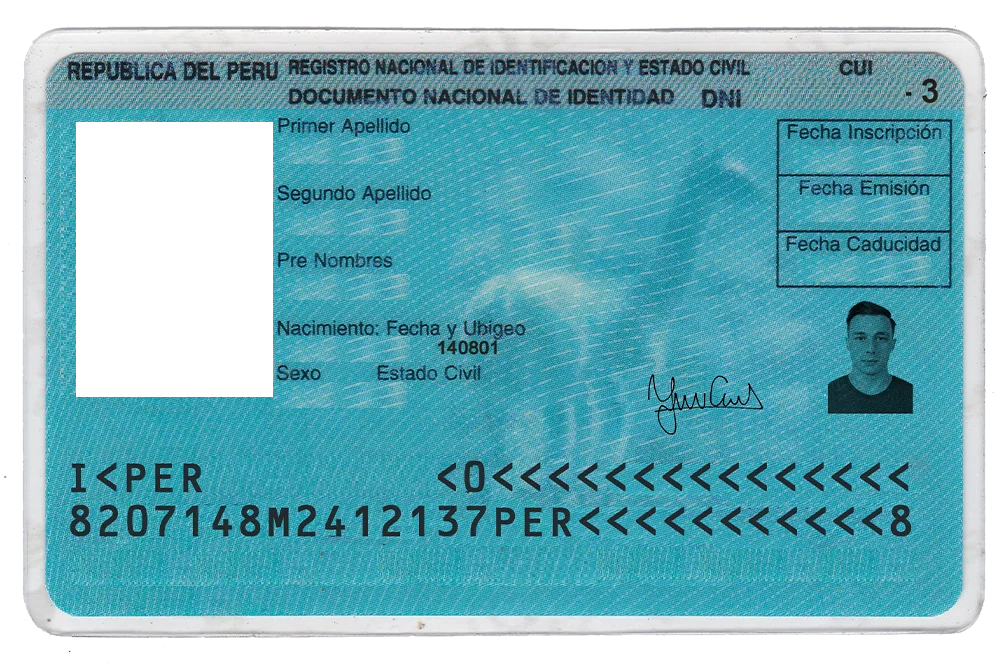 REPUBLICA DEL PERU REGISTRO NACIONAL DE IDENTIFICACION Y ESTADO CIVIL CUI
DOCUMENTO NACIONAL DE IDENTIDAD DNI - 3
Primer Apellido
Fecha Inscripción
Segundo Apellido
Fecha Emisión
Pre Nombres
Fecha Caducidad
Nacimiento: Fecha y Ubigeo
140801
Sexo Estado Civil
I<PER <0<<<<<<<<<<<<<<<<
8207148M2412137PER<<<<<<<<<<<8